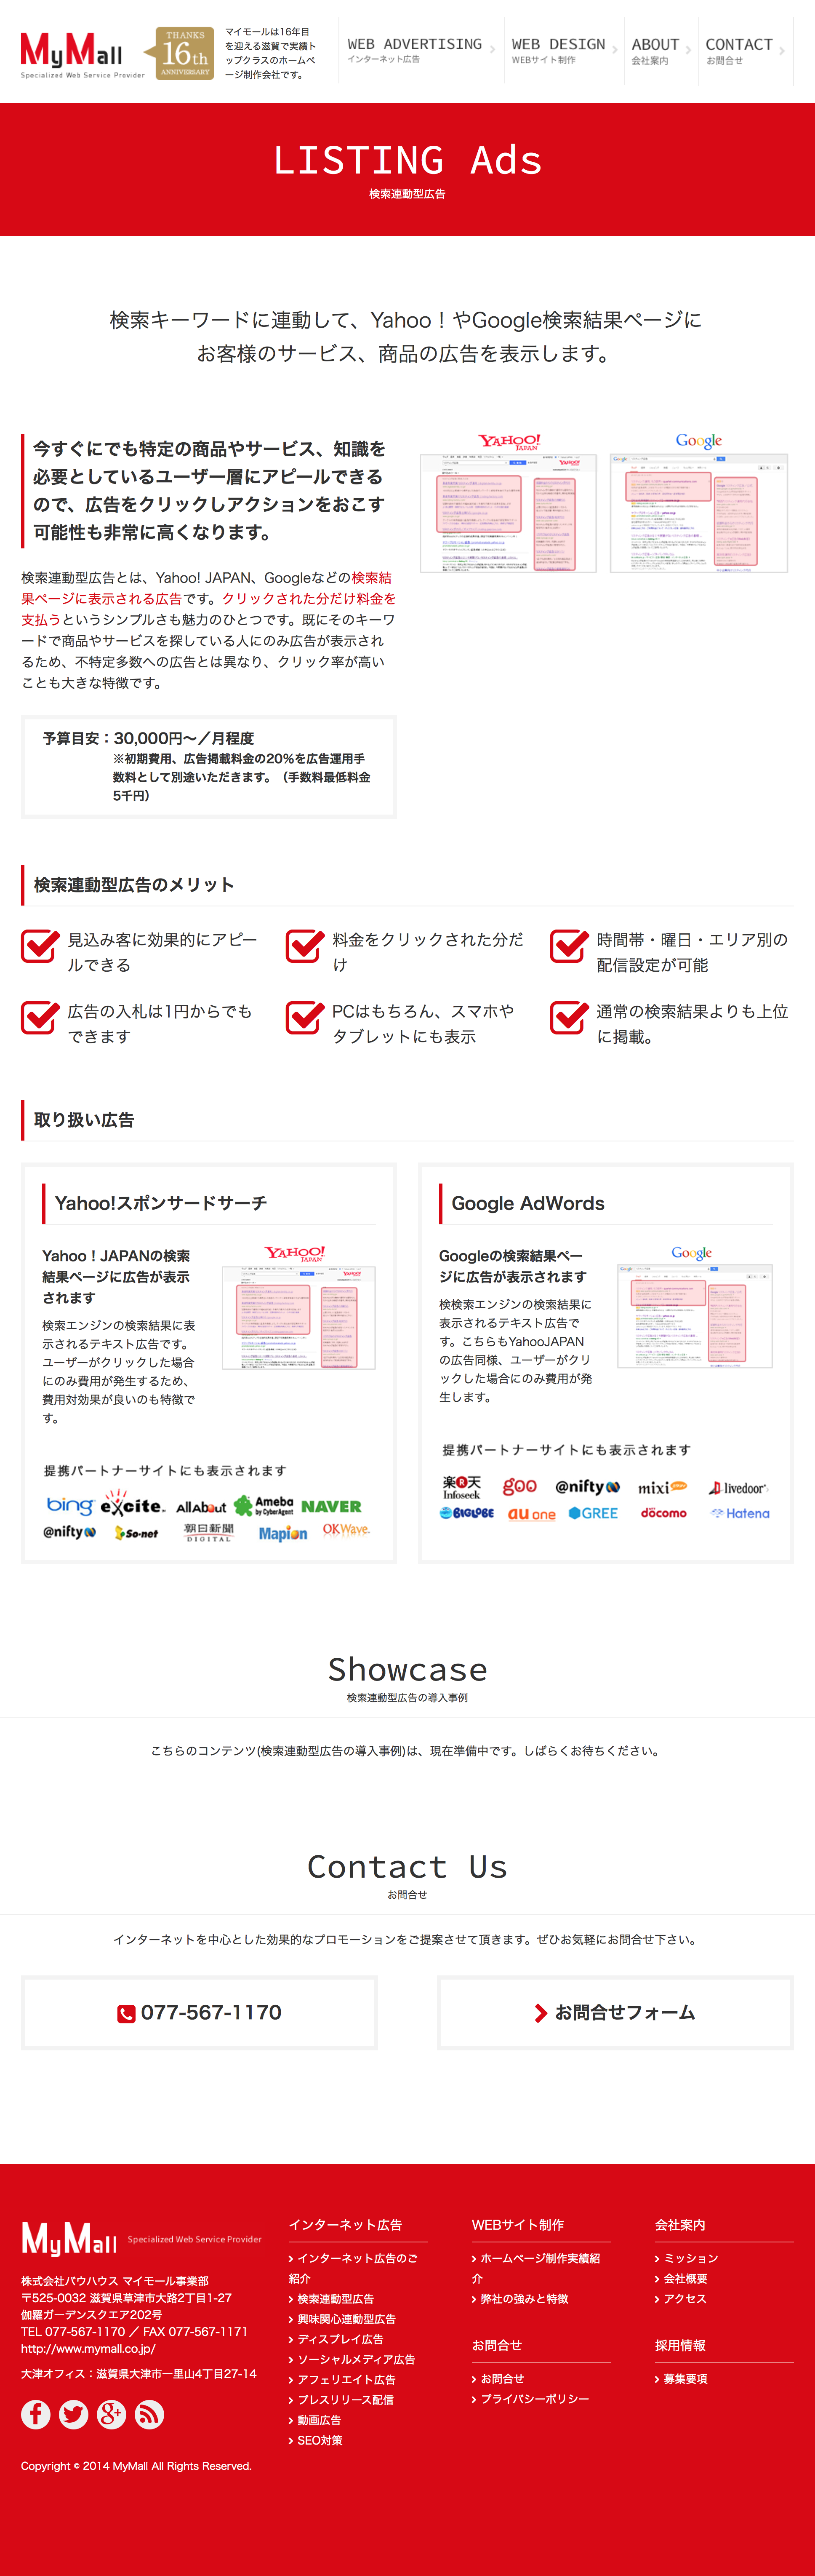 MyMall
Specialized Web Service Provider
THANKS
16th
ANNIVERSARY
マイモールは16年目
を迎える滋賀で実績ト
ップクラスのホームペ
ージ制作会社です。
WEB ADVERTISING
インターネット広告
WEB DESIGN
WEBサイト制作
ABOUT
会社案内
CONTACT
お問合せ
LISTING Ads
検索連動型広告
検索キーワードに連動して、Yahoo！やGoogle検索結果ページに
お客様のサービス、商品の広告を表示します。
今すぐにでも特定の商品やサービス、知識を
必要としているユーザー層にアピールできる
ので、広告をクリックしアクションをおこす
可能性も非常に高くなります。
YAHOO!
JAPAN
Google
検索連動型広告とは、Yahoo! JAPAN、Googleなどの検索結
果ページに表示される広告です。クリックされた分だけ料金を
支払うというシンプルさも魅力のひとつです。既にそのキーワ
ードで商品やサービスを探している人にのみ広告が表示され
るため、不特定多数への広告とは異なり、クリック率が高い
ことも大きな特徴です。
予算目安：30,000円〜／月程度
※初期費用、広告掲載料金の20%を広告運用手
数料として別途いただきます。（手数料最低料金
5千円）
検索連動型広告のメリット
見込み客に効果的にアピー
ルできる
料金をクリックされた分だ
け
時間帯・曜日・エリア別の
配信設定が可能
広告の入札は1円からでも
できます
PCはもちろん、スマホや
タブレットにも表示
通常の検索結果よりも上位
に掲載。
取り扱い広告
Yahoo!スポンサードサーチ
Yahoo！JAPANの検索
結果ページに広告が表示
されます
検索エンジンの検索結果に表
示されるテキスト広告です。
ユーザーがクリックした場合
にのみ費用が発生するため、
費用対効果が良いのも特徴で
す。
YAHOO!
JAPAN
提携パートナーサイトにも表示されます
bing excite. AllAbout Ameba by CyberAgent NAVER
@nifty So-net 朝日新聞 DIGITAL Mapion OKWave.
Google AdWords
Googleの検索結果ペー
ジに広告が表示されます
検検索エンジンの検索結果に
表示されるテキスト広告で
す。こちらもYahooJAPAN
の広告同様、ユーザーがクリ
ックした場合にのみ費用が発
生します。
Google
提携パートナーサイトにも表示されます
楽R天 Infoseek goo @nifty mixi livedoor
BIGLOBE au one GREE döcomo Hatena
Showcase
検索連動型広告の導入事例
こちらのコンテンツ(検索連動型広告の導入事例)は、現在準備中です。しばらくお待ちください。
Contact Us
お問合せ
インターネットを中心とした効果的なプロモーションをご提案させて頂きます。ぜひお気軽にお問合せ下さい。
077-567-1170
お問合せフォーム
MyMall
Specialized Web Service Provider
株式会社バウハウス マイモール事業部
〒525-0032 滋賀県草津市大路2丁目1-27
伽羅ガーデンスクエア202号
TEL 077-567-1170 ／ FAX 077-567-1171
http://www.mymall.co.jp/
大津オフィス：滋賀県大津市一里山4丁目27-14
Copyright © 2014 MyMall All Rights Reserved.
インターネット広告
インターネット広告のご
紹介
検索連動型広告
興味関心連動型広告
ディスプレイ広告
ソーシャルメディア広告
アフェリエイト広告
プレスリリース配信
動画広告
SEO対策
WEBサイト制作
ホームページ制作実績紹
介
弊社の強みと特徴
お問合せ
お問合せ
プライバシーポリシー
会社案内
ミッション
会社概要
アクセス
採用情報
募集要項